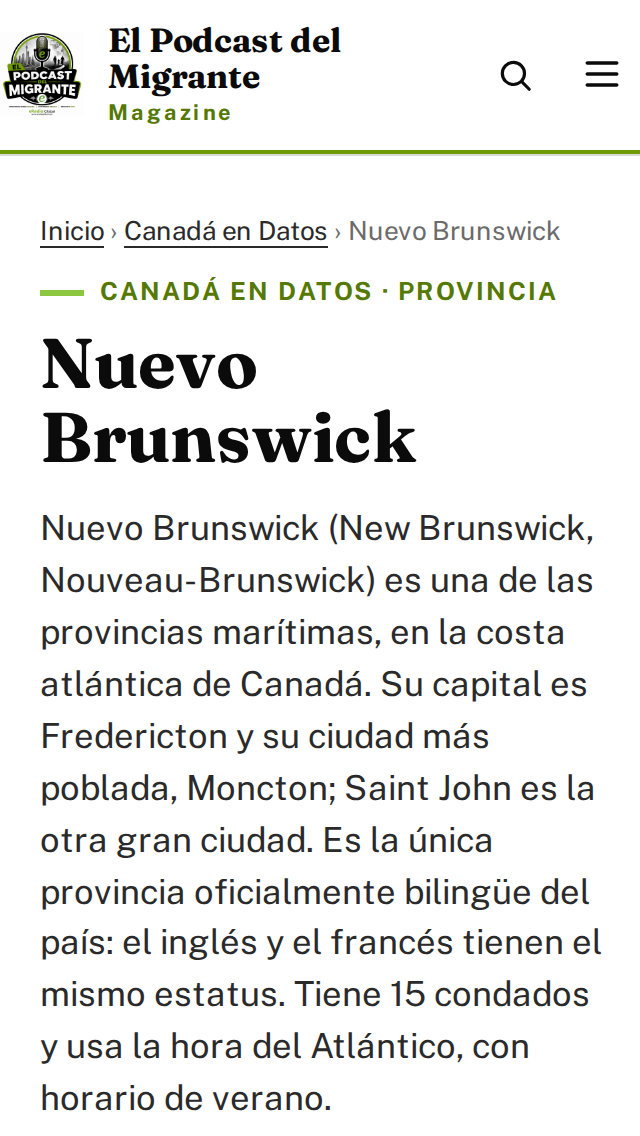 EL
PODCAST
DEL
MIGRANTE
El Podcast del
Migrante
Magazine
Inicio › Canadá en Datos › Nuevo Brunswick
CANADÁ EN DATOS · PROVINCIA
Nuevo
Brunswick
Nuevo Brunswick (New Brunswick,
Nouveau-Brunswick) es una de las
provincias marítimas, en la costa
atlántica de Canadá. Su capital es
Fredericton y su ciudad más
poblada, Moncton; Saint John es la
otra gran ciudad. Es la única
provincia oficialmente bilingüe del
país: el inglés y el francés tienen el
mismo estatus. Tiene 15 condados
y usa la hora del Atlántico, con
horario de verano.